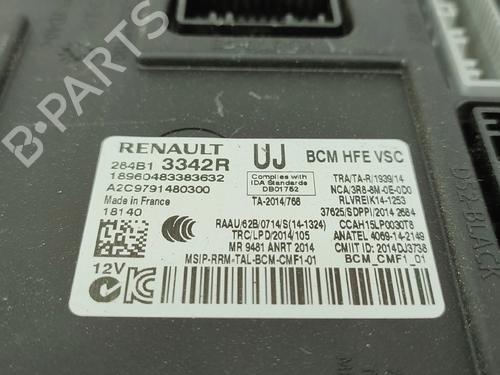 B-PARTS
RENAULT
284B1 3342R
18960483383632
A2C9791480300
Made in France
18140
12V
UJ
Complies with
IDA Standards
DB01752
TA-2014/768
BCM HFE VSC
TRA/TA-R/1939/14
NCA/3R8-8M-0E-0D0
RLVREIK14-1253
37625/SDPPI/2014 2684
RAAU/62B/0714/S(14-1324)
CCAH15LP0030T8
TRC/LPD/2014/105
ANATEL 4069-14-2149
MR 9481 ANRT 2014
CMIIT ID: 2014DJ3738
MSIP-RRM-TAL-BCM-CMF1-01
BCM_CMF1_01
DS2 BLACK